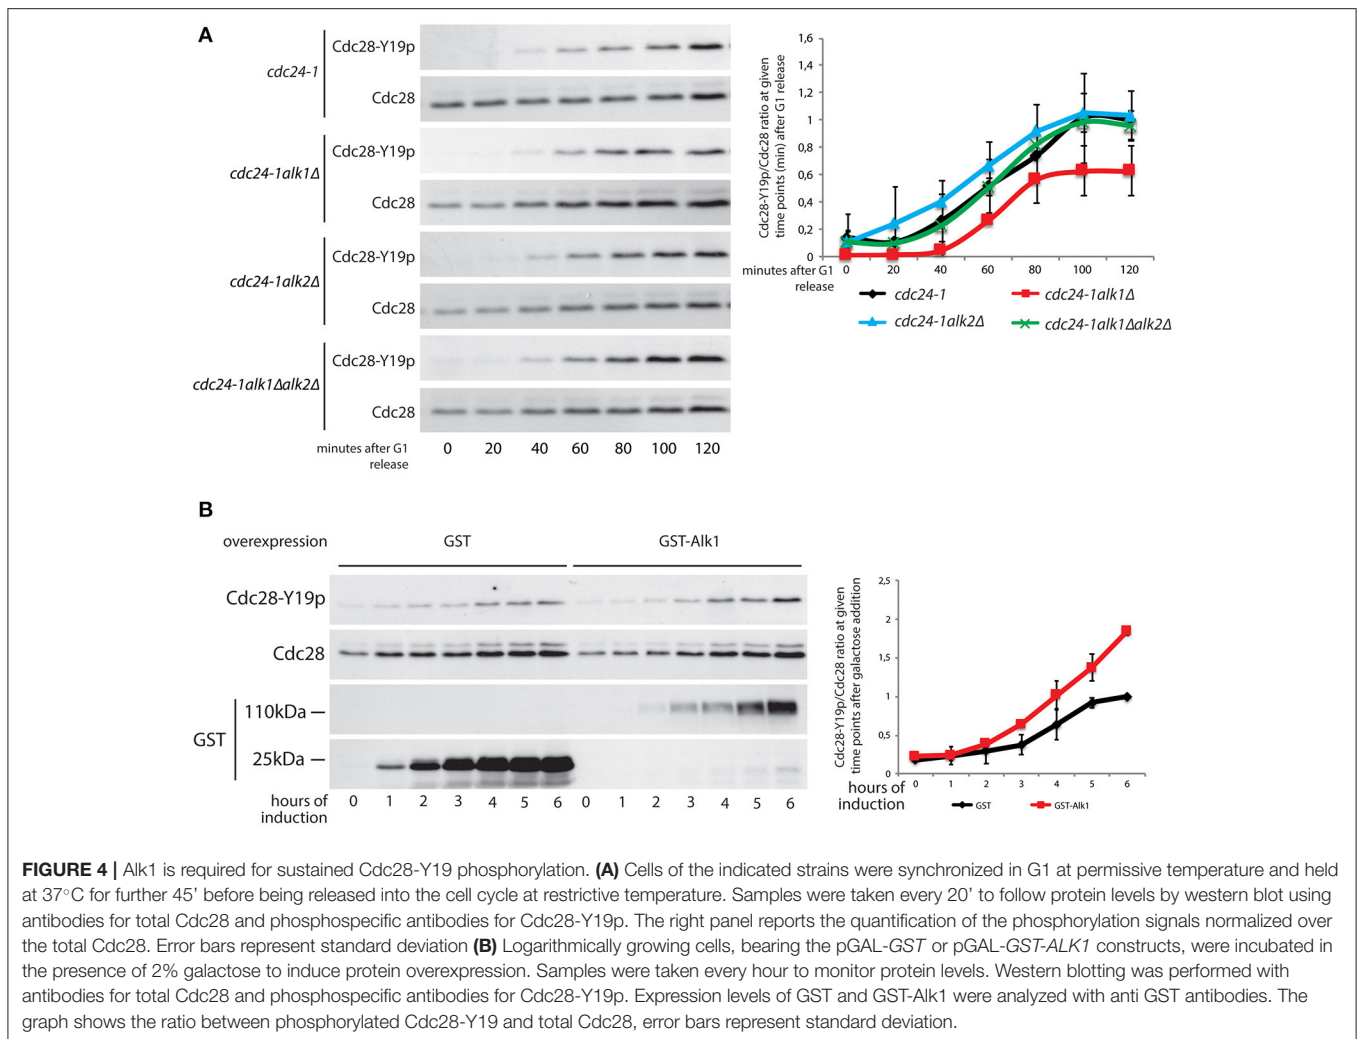 A
cdc24-1
Cdc28-Y19p
Cdc28
cdc24-1alk1Δ
Cdc28-Y19p
Cdc28
cdc24-1alk2Δ
Cdc28-Y19p
Cdc28
cdc24-1alk1Δalk2Δ
Cdc28-Y19p
Cdc28
minutes after G1
release
0 20 40 60 80 100 120
Cdc28-Y19p/Cdc28 ratio at given
time points (min) after G1 release
1,6
1,4
1,2
1
0,8
0,6
0,4
0,2
0
minutes after G1
release
0 20 40 60 80 100 120
cdc24-1 cdc24-1alk1Δ
cdc24-1alk2Δ cdc24-1alk1Δalk2Δ
B
overexpression GST GST-Alk1
Cdc28-Y19p
Cdc28
GST
110kDa
25kDa
hours of
induction
0 1 2 3 4 5 6 0 1 2 3 4 5 6
Cdc28-Y19p/Cdc28 ratio at given
time points after galactose addition
2,5
2
1,5
1
0,5
0
hours of
induction
0 1 2 3 4 5 6
GST GST-Alk1
FIGURE 4 | Alk1 is required for sustained Cdc28-Y19 phosphorylation. (A) Cells of the indicated strains were synchronized in G1 at permissive temperature and held
at 37°C for further 45' before being released into the cell cycle at restrictive temperature. Samples were taken every 20' to follow protein levels by western blot using
antibodies for total Cdc28 and phosphospecific antibodies for Cdc28-Y19p. The right panel reports the quantification of the phosphorylation signals normalized over
the total Cdc28. Error bars represent standard deviation (B) Logarithmically growing cells, bearing the pGAL-GST or pGAL-GST-ALK1 constructs, were incubated in
the presence of 2% galactose to induce protein overexpression. Samples were taken every hour to monitor protein levels. Western blotting was performed with
antibodies for total Cdc28 and phosphospecific antibodies for Cdc28-Y19p. Expression levels of GST and GST-Alk1 were analyzed with anti GST antibodies. The
graph shows the ratio between phosphorylated Cdc28-Y19 and total Cdc28, error bars represent standard deviation.